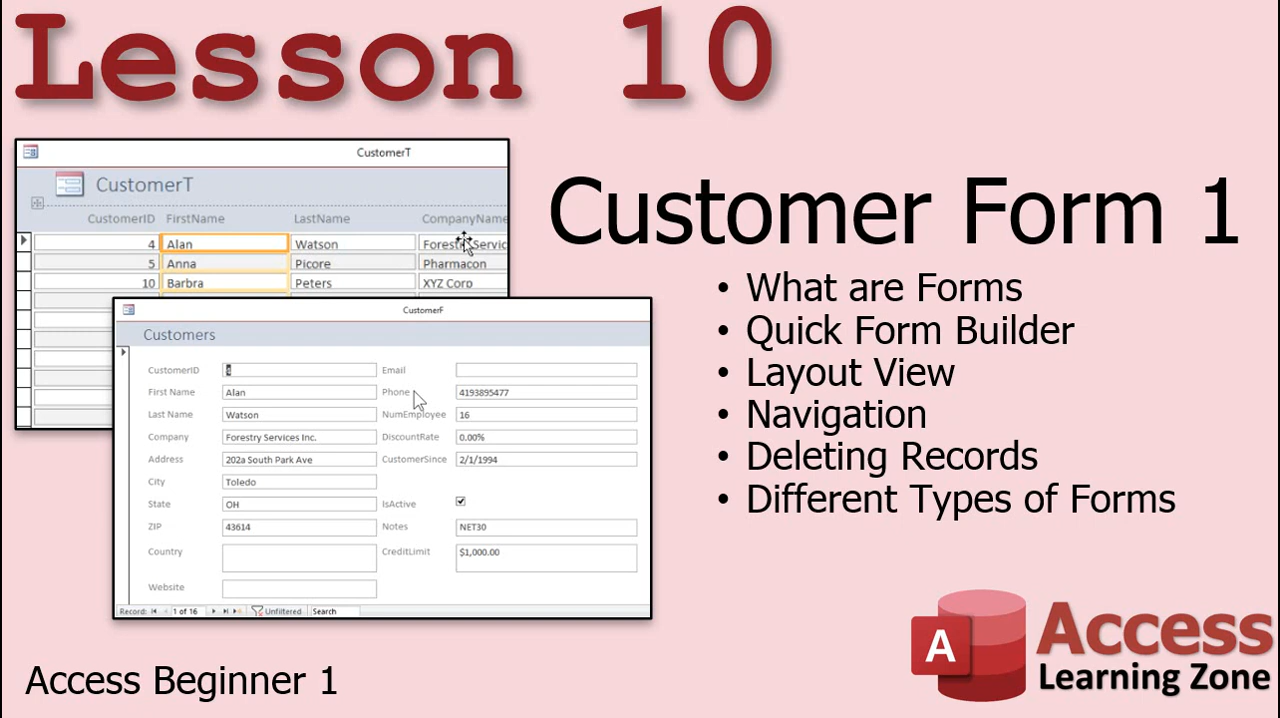 Lesson 10
CustomerT
CustomerT
CustomerID FirstName LastName CompanyName
4 Alan Watson Forestry Servic
5 Anna Picore Pharmacon
10 Barbra Peters XYZ Corp
CustomerF
Customers
CustomerID Email
First Name Alan Phone 4193895477
Last Name Watson NumEmployee 16
Company Forestry Services Inc. DiscountRate 0.00%
Address 202a South Park Ave CustomerSince 2/1/1994
City Toledo
State OH IsActive
ZIP 43614 Notes NET30
Country CreditLimit $1,000.00
Website
Record: 1 of 16 Unfiltered Search
Customer Form 1
• What are Forms
• Quick Form Builder
• Layout View
• Navigation
• Deleting Records
• Different Types of Forms
Access Beginner 1
A
Access
Learning Zone